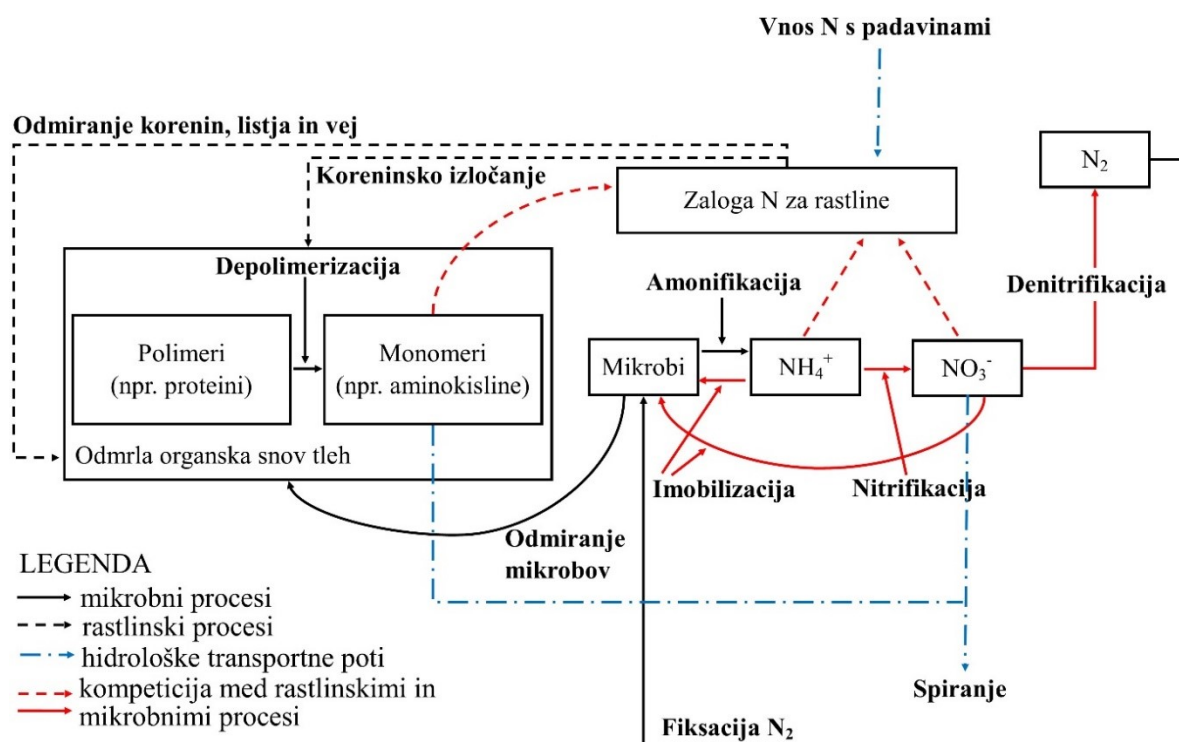 Vnos N s padavinami
Odmiranje korenin, listja in vej
N₂
Koreninsko izločanje
Zaloga N za rastline
Depolimerizacija
Amonifikacija
Denitrifikacija
Polimeri
(npr. proteini)
Monomeri
(npr. aminokisline)
Mikrobi
NH₄⁺
NO₃⁻
Odmrla organska snov tleh
Imobilizacija
Nitrifikacija
Odmiranje
mikrobov
LEGENDA
mikrobni procesi
rastlinski procesi
hidrološke transportne poti
kompeticija med rastlinskimi in
mikrobnimi procesi
Spiranje
Fiksacija N₂